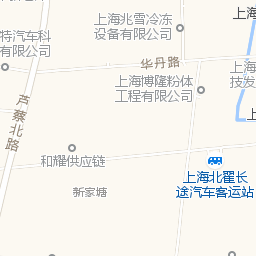 上海兆雪冷冻
设备有限公司
上海
特汽车科
有限公司
华丹路
上海博隆粉体
工程有限公司
上海
技发
上
芦蔡北路
和耀供应链
新家塘
上海北翟长
途汽车客运站